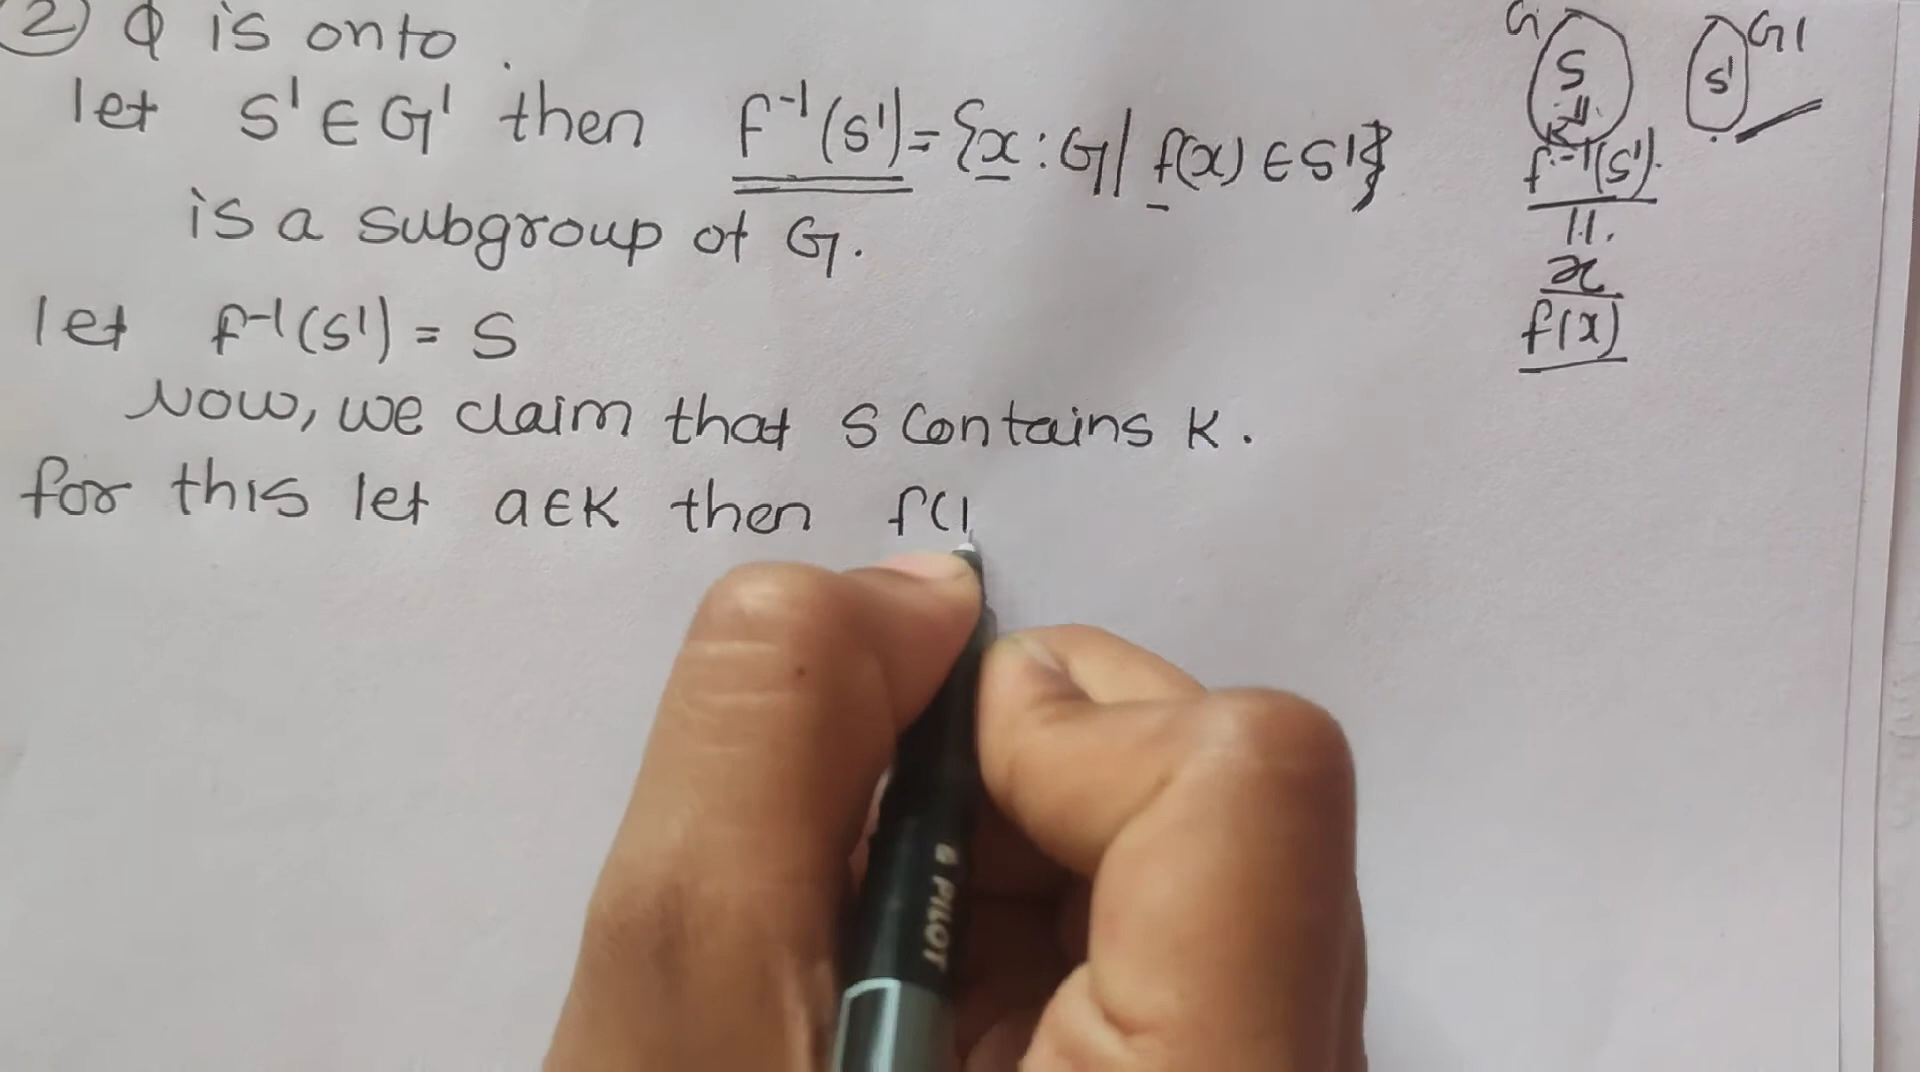 ② Φ is onto.
let S' ∈ G' then f⁻¹(S') = {x : G | f(x) ∈ S'}
is a subgroup of G.
let f⁻¹(S') = S
Now, we claim that S contains K.
for this let a∈K then f(
G S G' S'
K
f⁻¹(S').
11.
x
f(x)
PILOT